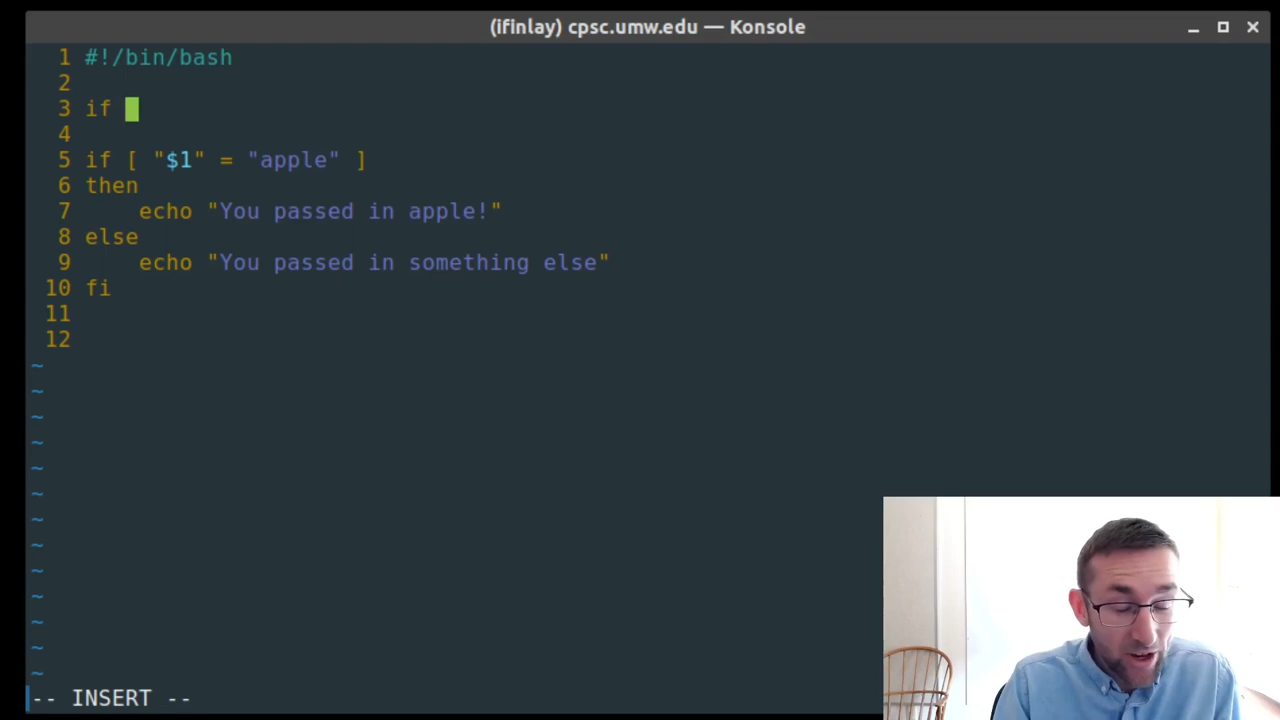 (ifinlay) cpsc.umw.edu — Konsole
1 #!/bin/bash
2
3 if
4
5 if [ "$1" = "apple" ]
6 then
7     echo "You passed in apple!"
8 else
9     echo "You passed in something else"
10 fi
11
12
~
~
~
~
~
~
~
~
~
~
~
~
~
-- INSERT --